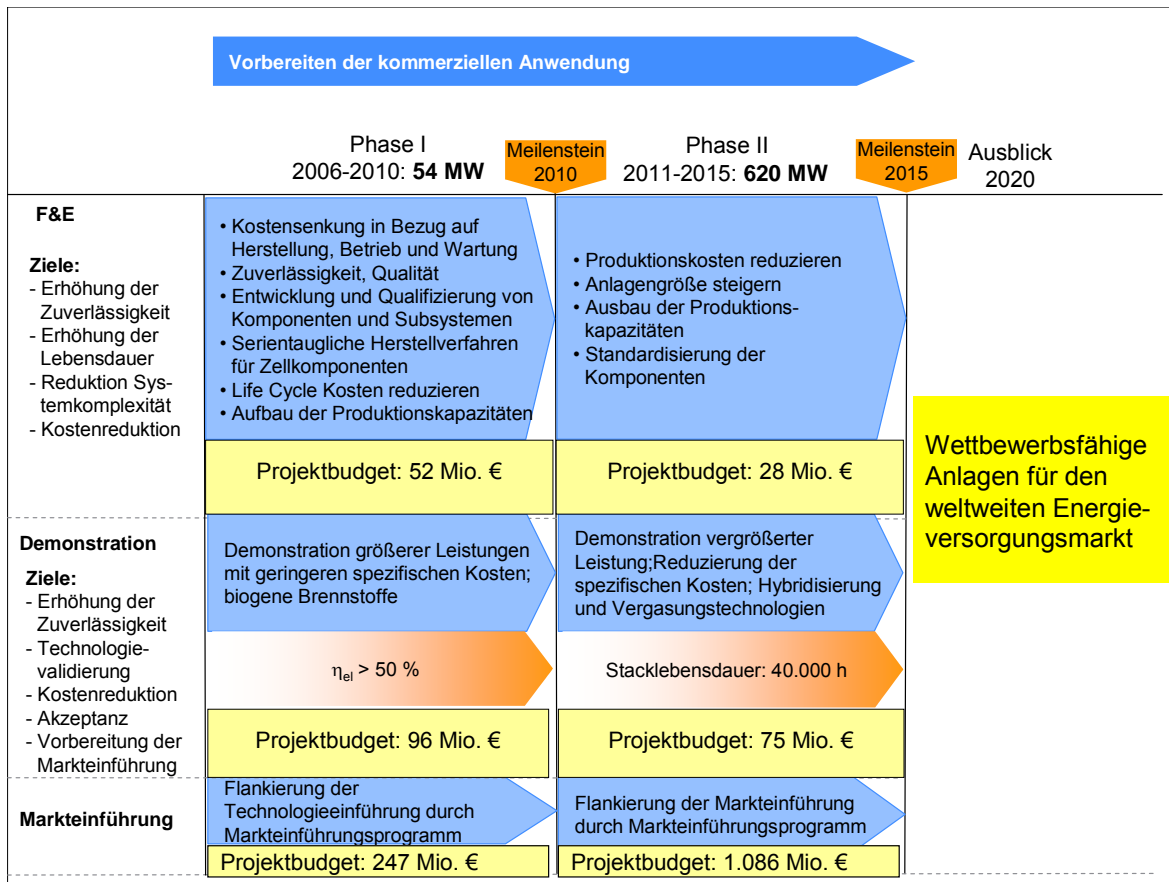 Vorbereiten der kommerziellen Anwendung
Phase I
2006-2010: 54 MW
Meilenstein
2010
Phase II
2011-2015: 620 MW
Meilenstein
2015
Ausblick
2020
F&E
Ziele:
- Erhöhung der
Zuverlässigkeit
- Erhöhung der
Lebensdauer
- Reduktion Sys-
temkomplexität
- Kostenreduktion
• Kostensenkung in Bezug auf
Herstellung, Betrieb und Wartung
• Zuverlässigkeit, Qualität
• Entwicklung und Qualifizierung von
Komponenten und Subsystemen
• Serientaugliche Herstellverfahren
für Zellkomponenten
• Life Cycle Kosten reduzieren
• Aufbau der Produktionskapazitäten
• Produktionskosten reduzieren
• Anlagengröße steigern
• Ausbau der Produktions-
kapazitäten
• Standardisierung der
Komponenten
Projektbudget: 52 Mio. €
Projektbudget: 28 Mio. €
Wettbewerbsfähige
Anlagen für den
weltweiten Energie-
versorgungsmarkt
Demonstration
Ziele:
- Erhöhung der
Zuverlässigkeit
- Technologie-
validierung
- Kostenreduktion
- Akzeptanz
- Vorbereitung der
Markteinführung
Demonstration größerer Leistungen
mit geringeren spezifischen Kosten;
biogene Brennstoffe
Demonstration vergrößerter
Leistung;Reduzierung der
spezifischen Kosten; Hybridisierung
und Vergasungstechnologien
ηel > 50 %
Stacklebensdauer: 40.000 h
Projektbudget: 96 Mio. €
Projektbudget: 75 Mio. €
Markteinführung
Flankierung der
Technologieeinführung durch
Markteinführungsprogramm
Flankierung der Markteinführung
durch Markteinführungsprogramm
Projektbudget: 247 Mio. €
Projektbudget: 1.086 Mio. €